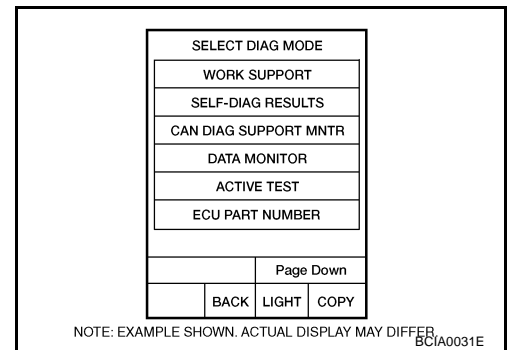 SELECT DIAG MODE
WORK SUPPORT
SELF-DIAG RESULTS
CAN DIAG SUPPORT MNTR
DATA MONITOR
ACTIVE TEST
ECU PART NUMBER
Page Down
BACK LIGHT COPY
NOTE: EXAMPLE SHOWN. ACTUAL DISPLAY MAY DIFFER.
BCIA0031E